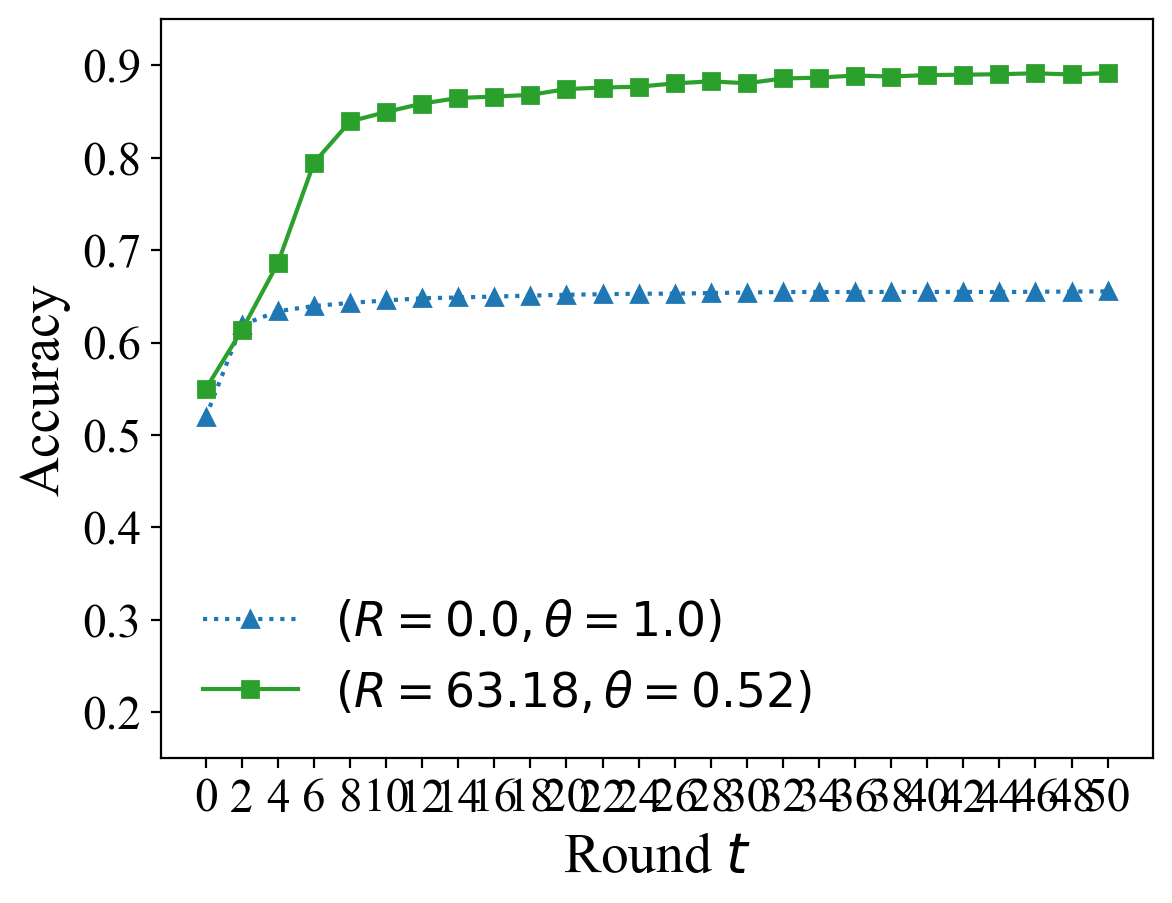 0.9
0.8
0.7
0.6
0.5
0.4
0.3
0.2
Accuracy
(R = 0.0, θ = 1.0)
(R = 63.18, θ = 0.52)
0 2 4 6 8 10 12 14 16 18 20 22 24 26 28 30 32 34 36 38 40 42 44 46 48 50
Round t